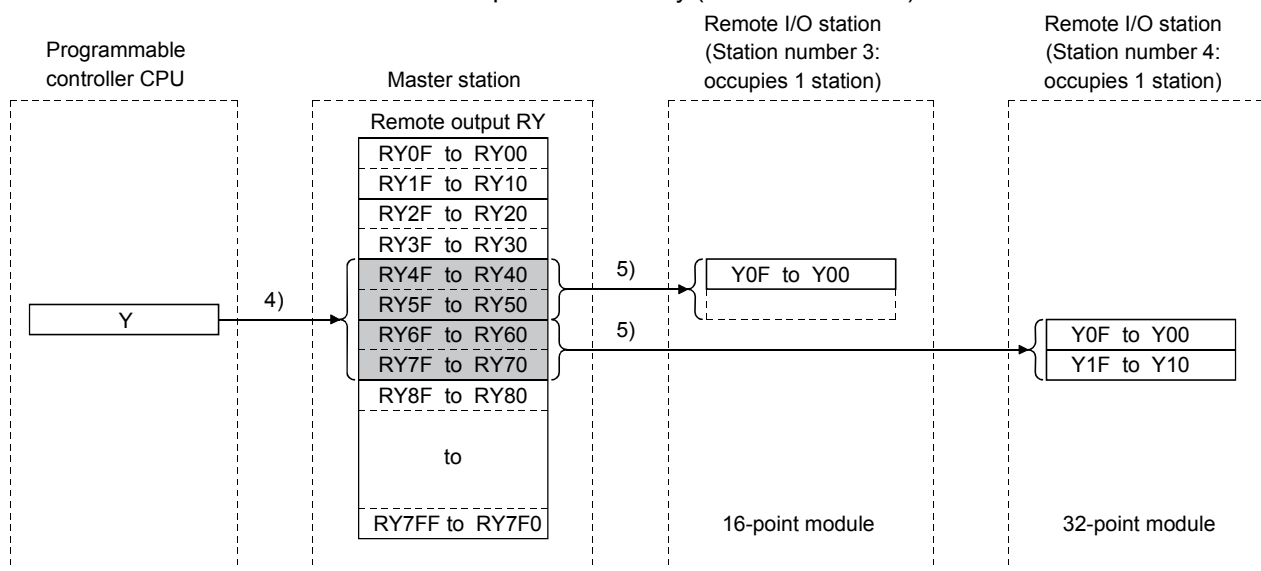 Remote I/O station
(Station number 3:
occupies 1 station)
Remote I/O station
(Station number 4:
occupies 1 station)
Programmable
controller CPU
Master station
Remote output RY
RY0F to RY00
RY1F to RY10
RY2F to RY20
RY3F to RY30
RY4F to RY40
RY5F to RY50
RY6F to RY60
RY7F to RY70
RY8F to RY80
to
RY7FF to RY7F0
Y
4)
5)
5)
Y0F to Y00
16-point module
Y0F to Y00
Y1F to Y10
32-point module